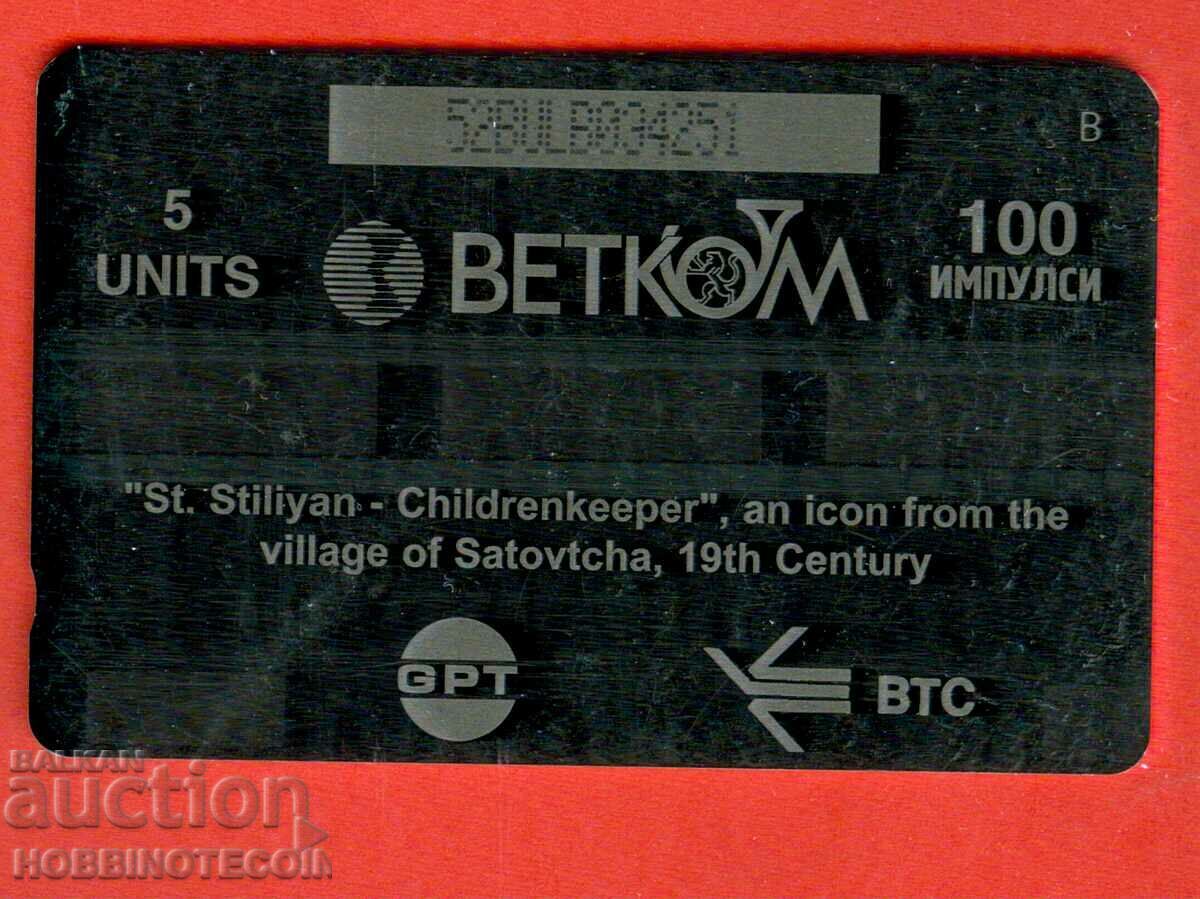 52BULB034251
B
5
UNITS
BETKOM
100
ИМПУЛСИ
"St. Stiliyan - Childrenkeeper", an icon from the
village of Satovtcha, 19th Century
GPT
BTC
BALKAN
auction
HOBBINOTECOIN